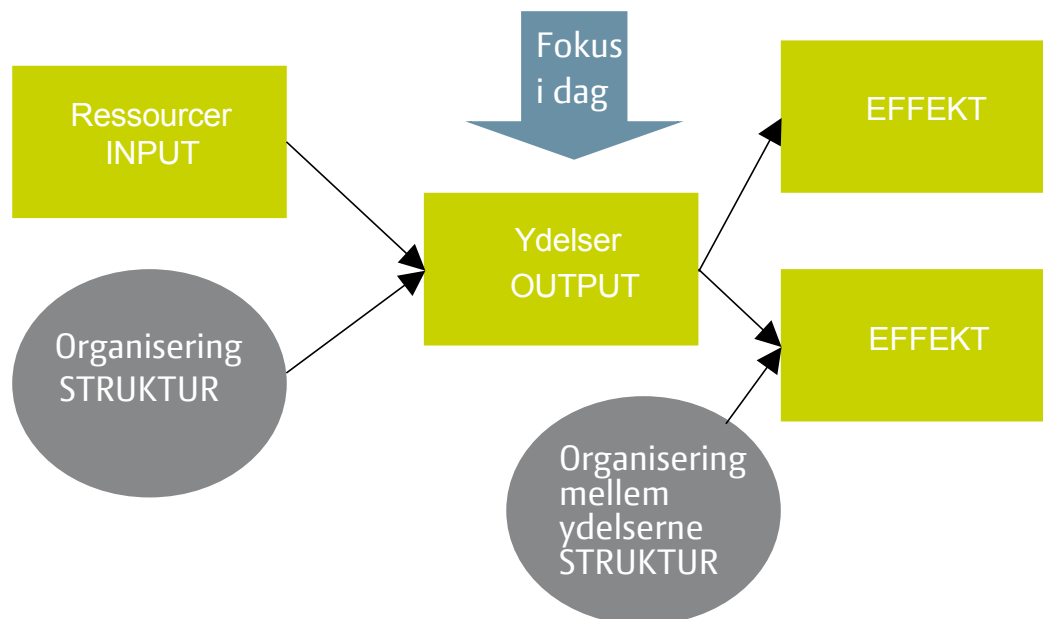 Fokus
i dag
Ressourcer
INPUT
EFFEKT
Ydelser
OUTPUT
Organisering
STRUKTUR
EFFEKT
Organisering
mellem
ydelserne
STRUKTUR